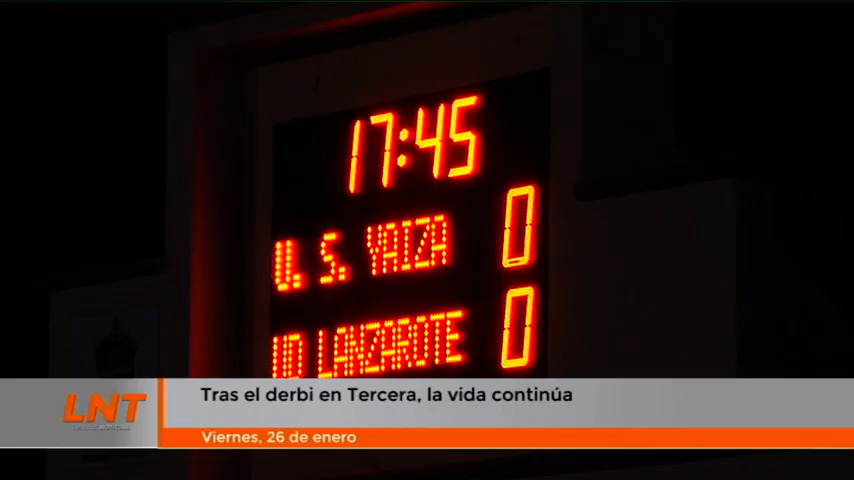 17:45
U. S. YAIZA 0
UD LANZAROTE 0
Tras el derbi en Tercera, la vida continúa
LNT
Viernes, 26 de enero